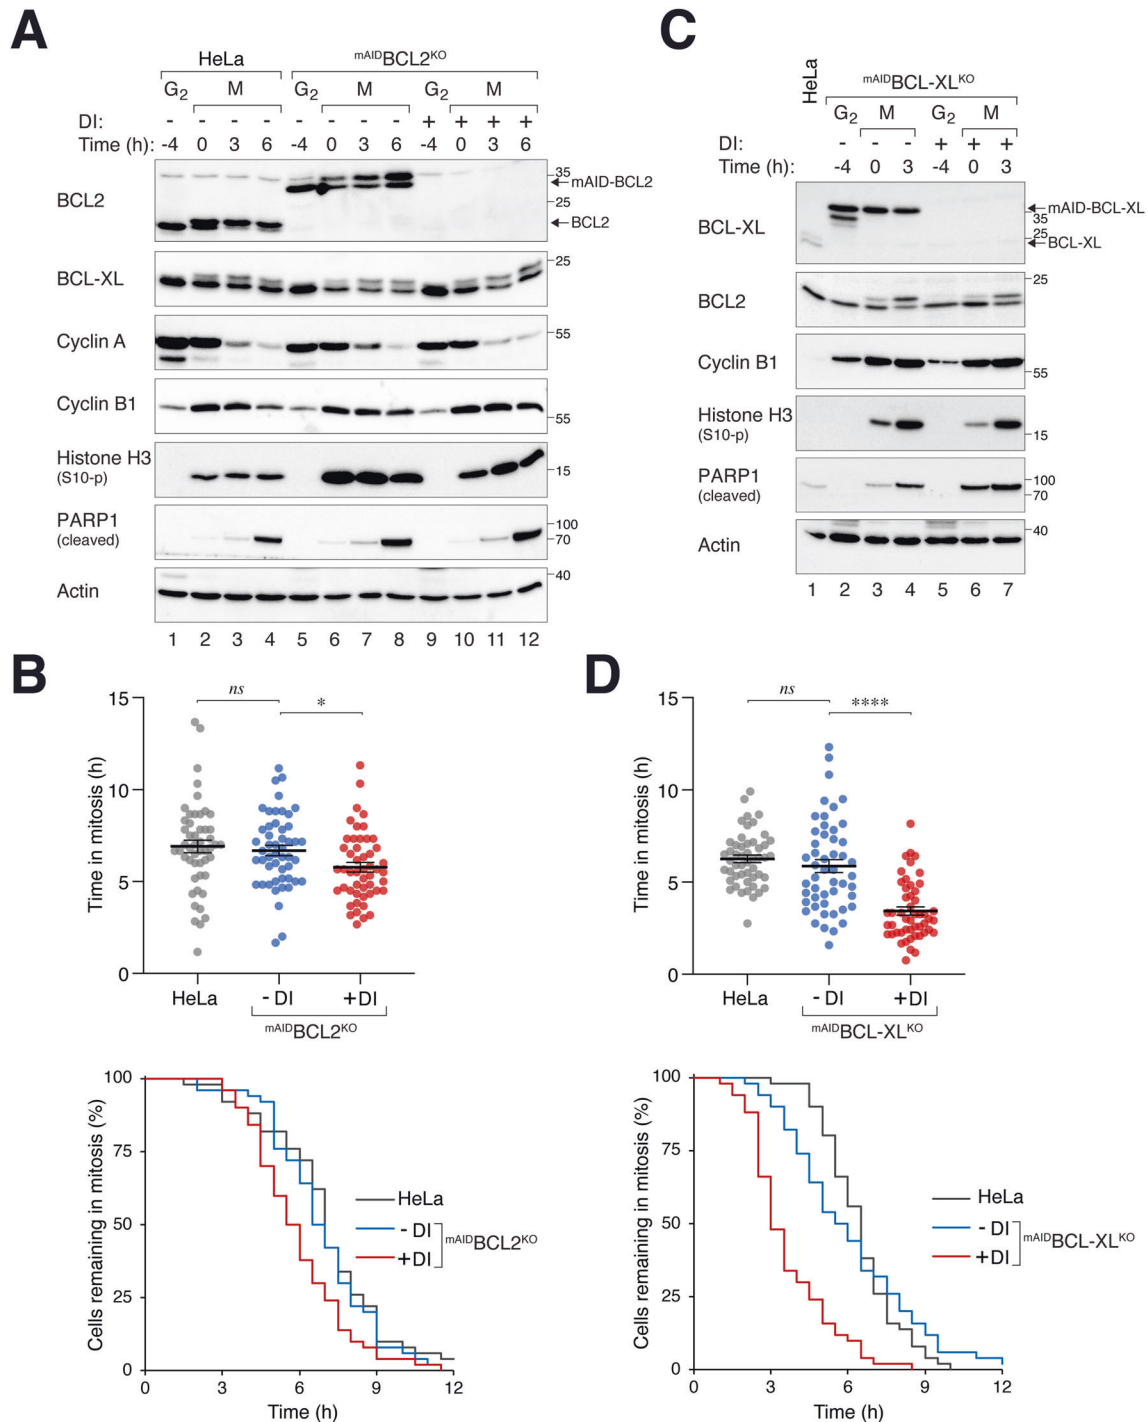 A
HeLa
mAIDBCL2KO
G2 M G2 M G2 M
DI: - - - - - - - - + + + +
Time (h): -4 0 3 6 -4 0 3 6 -4 0 3 6
BCL2
35
mAID-BCL2
25
BCL2
BCL-XL
25
Cyclin A
55
Cyclin B1
55
Histone H3
(S10-p)
15
PARP1
(cleaved)
100
70
Actin
40
1 2 3 4 5 6 7 8 9 10 11 12
C
HeLa
mAIDBCL-XLKO
G2 M G2 M
DI: - - - + + +
Time (h): -4 0 3 -4 0 3
BCL-XL
mAID-BCL-XL
35
25
BCL-XL
BCL2
25
Cyclin B1
55
Histone H3
(S10-p)
15
PARP1
(cleaved)
100
70
Actin
40
1 2 3 4 5 6 7
B
Time in mitosis (h)
15
10
5
0
ns
*
HeLa - DI +DI
mAIDBCL2KO
Cells remaining in mitosis (%)
100
75
50
25
0
HeLa
- DI
+DI
mAIDBCL2KO
0 3 6 9 12
Time (h)
D
Time in mitosis (h)
15
10
5
0
ns
****
HeLa - DI +DI
mAIDBCL-XLKO
Cells remaining in mitosis (%)
100
75
50
25
0
HeLa
- DI
+DI
mAIDBCL-XLKO
0 3 6 9 12
Time (h)